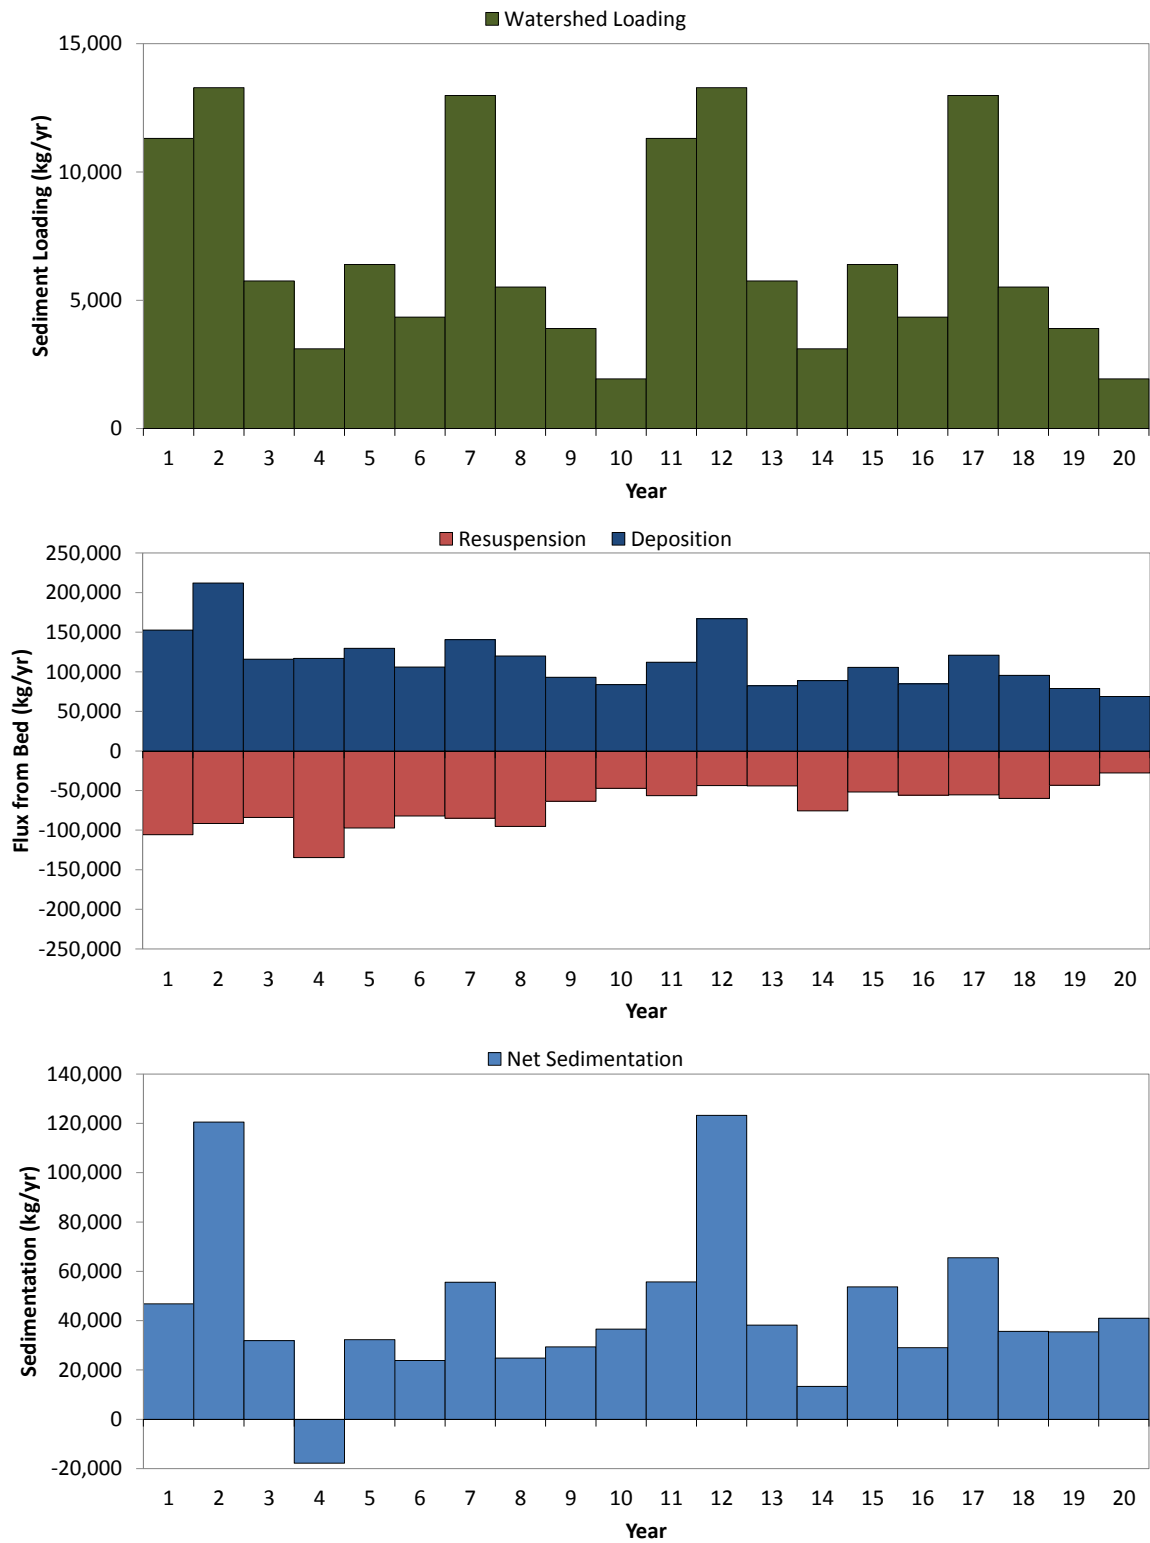 Watershed Loading
Sediment Loading (kg/yr)
15,000
10,000
5,000
0
1 2 3 4 5 6 7 8 9 10 11 12 13 14 15 16 17 18 19 20
Year
Resuspension Deposition
Flux from Bed (kg/yr)
250,000
200,000
150,000
100,000
50,000
0
-50,000
-100,000
-150,000
-200,000
-250,000
1 2 3 4 5 6 7 8 9 10 11 12 13 14 15 16 17 18 19 20
Year
Net Sedimentation
Sedimentation (kg/yr)
140,000
120,000
100,000
80,000
60,000
40,000
20,000
0
-20,000
1 2 3 4 5 6 7 8 9 10 11 12 13 14 15 16 17 18 19 20
Year